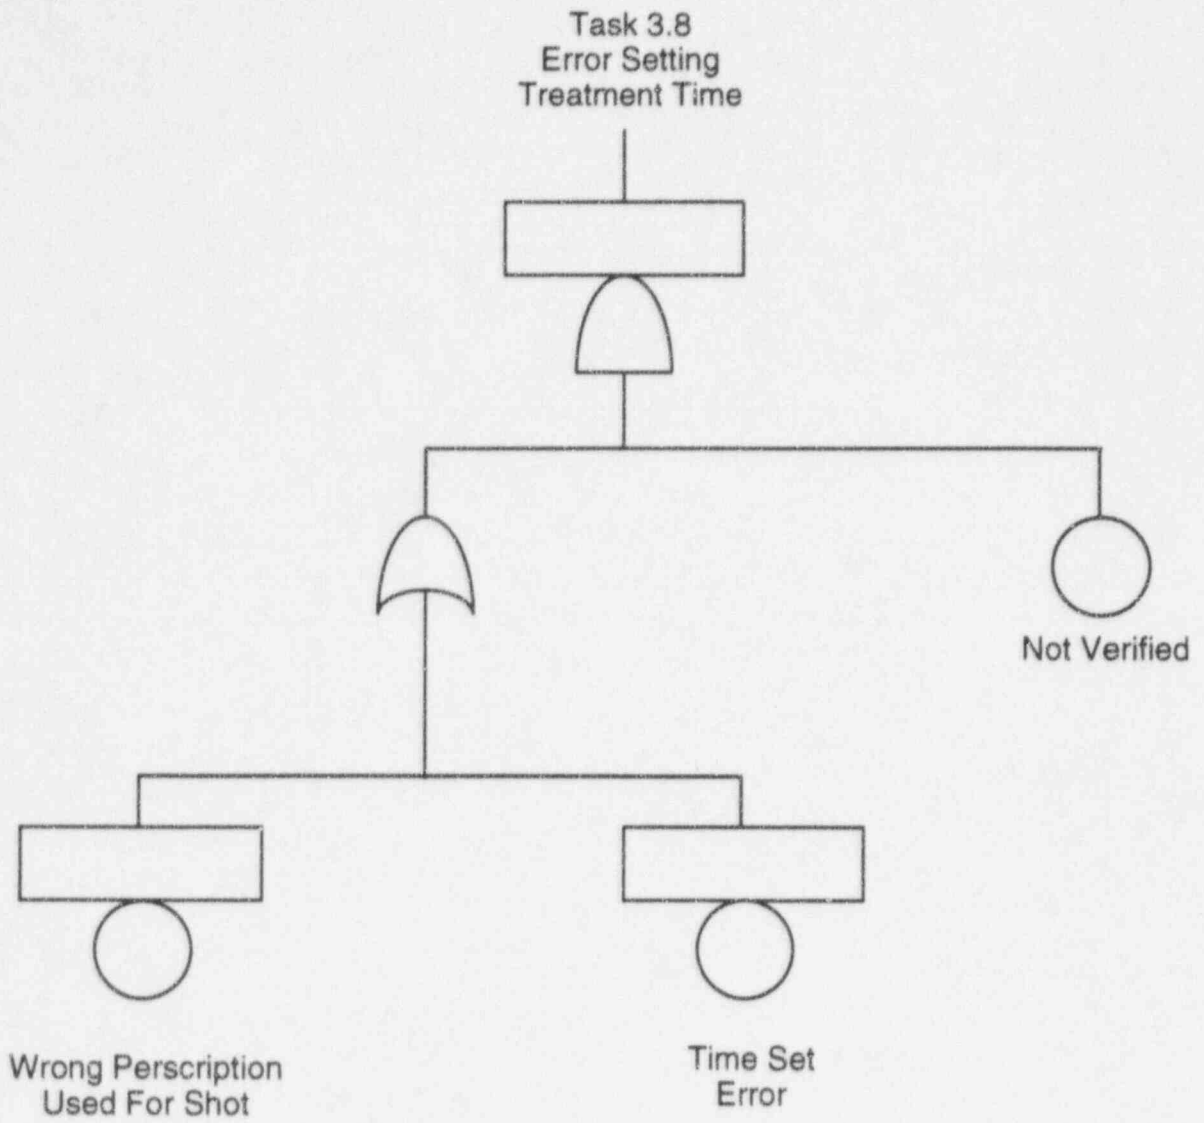 Task 3.8
Error Setting
Treatment Time
Not Verified
Wrong Perscription
Used For Shot
Time Set
Error